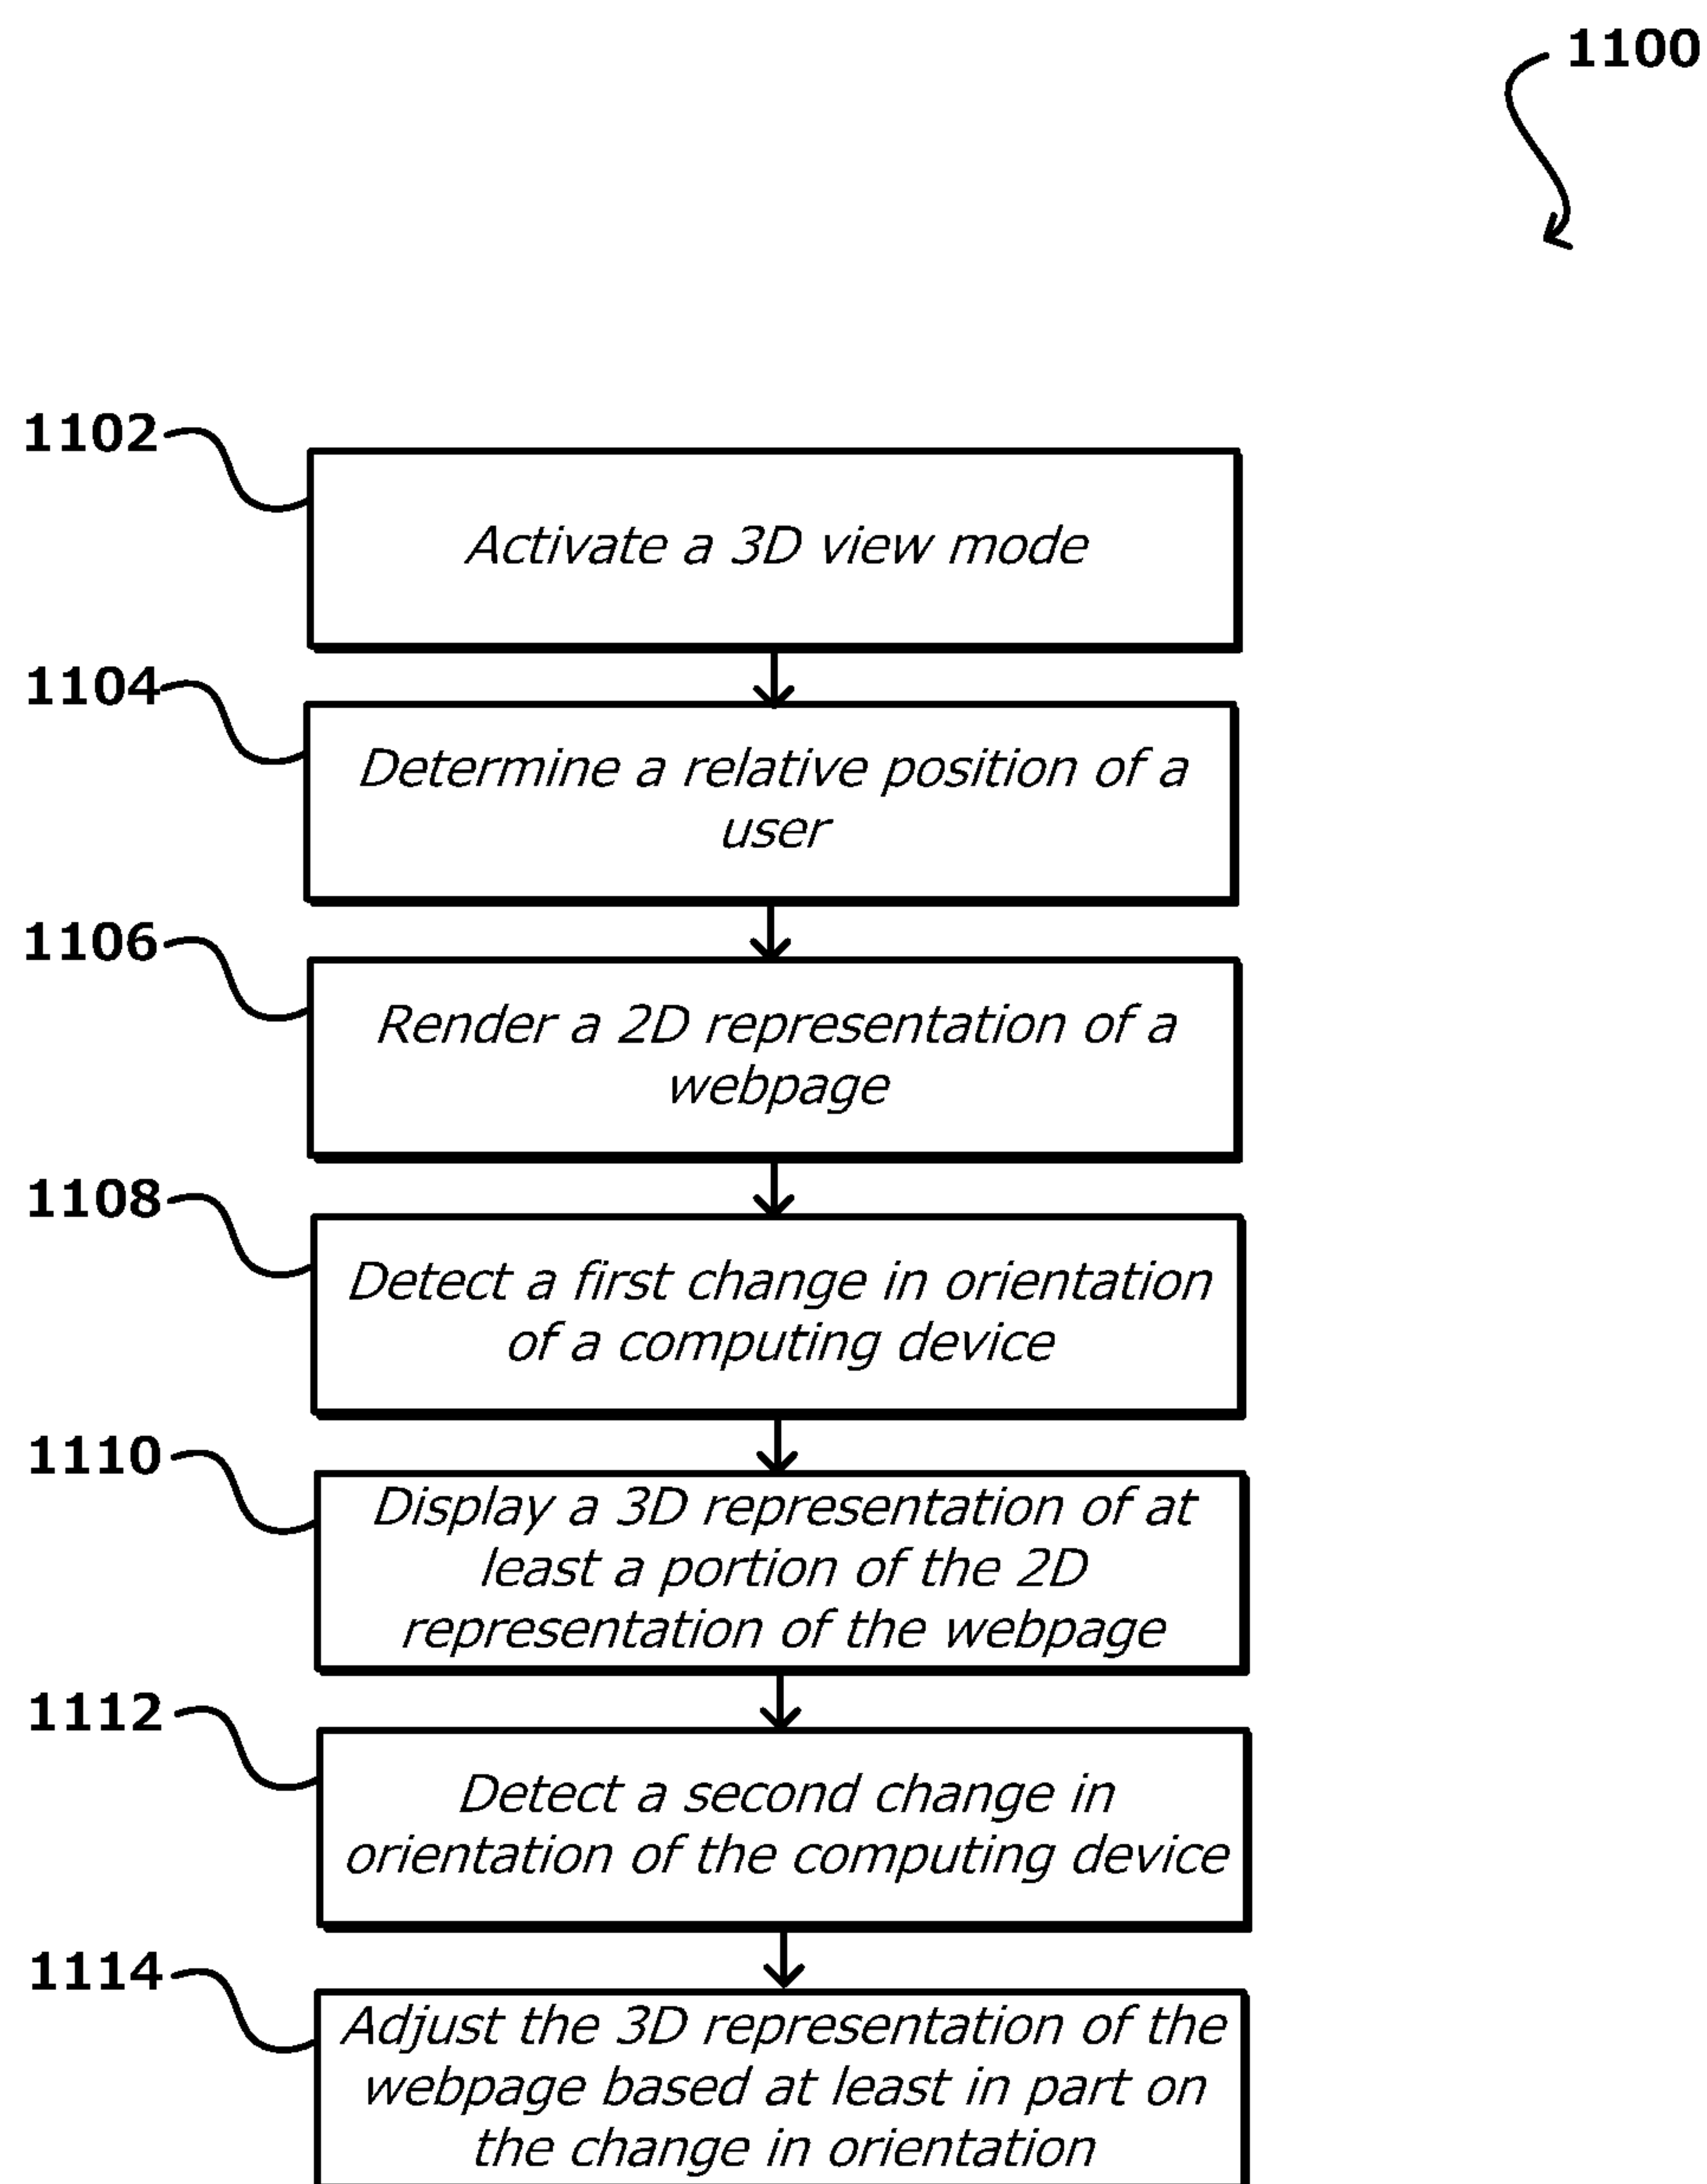 1100
1102
Activate a 3D view mode
1104
Determine a relative position of a
user
1106
Render a 2D representation of a
webpage
1108
Detect a first change in orientation
of a computing device
1110
Display a 3D representation of at
least a portion of the 2D
representation of the webpage
1112
Detect a second change in
orientation of the computing device
1114
Adjust the 3D representation of the
webpage based at least in part on
the change in orientation